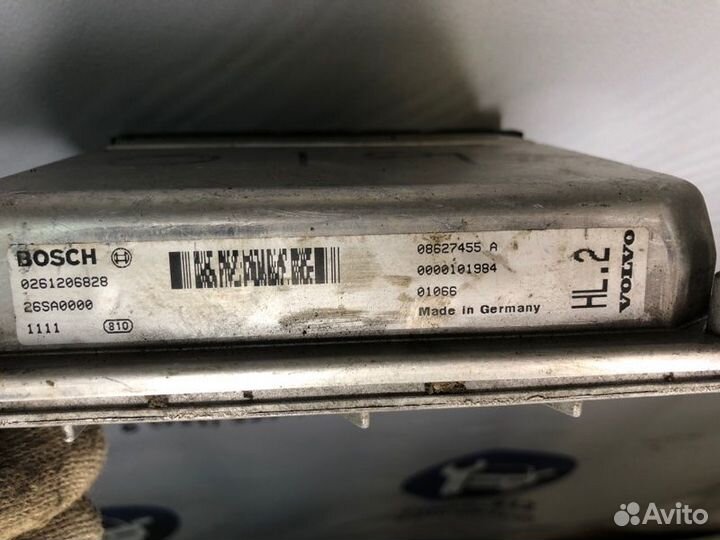 BOSCH
0261206828
26SA0000
1111 810
08627455 A
0000101984
01066
Made in Germany
HL.2
VOLVO
Avito